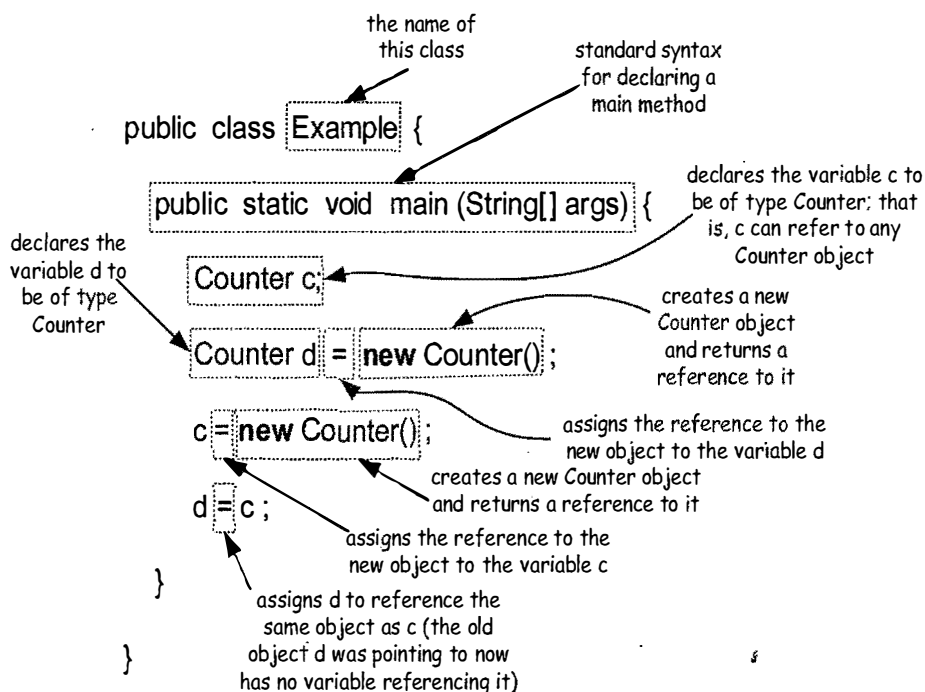 the name of
this class
standard syntax
for declaring a
main method
public class Example {
public static void main (String[] args) {
declares the variable c to
be of type Counter; that
is, c can refer to any
Counter object
declares the
variable d to
be of type
Counter
Counter c;
creates a new
Counter object
and returns a
reference to it
Counter d = new Counter() ;
assigns the reference to the
new object to the variable d
c = new Counter() ;
creates a new Counter object
and returns a reference to it
d = c ;
assigns the reference to the
new object to the variable c
}
assigns d to reference the
same object as c (the old
object d was pointing to now
has no variable referencing it)
}